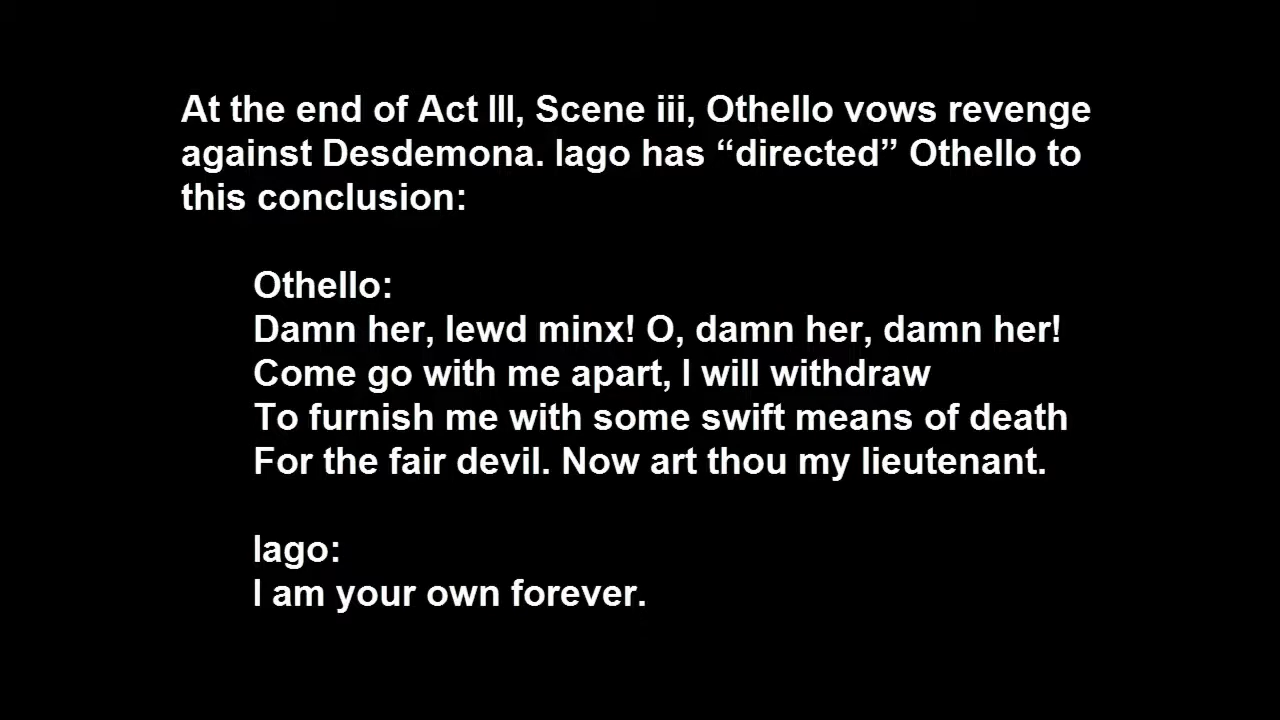 At the end of Act III, Scene iii, Othello vows revenge
against Desdemona. Iago has “directed” Othello to
this conclusion:
Othello:
Damn her, lewd minx! O, damn her, damn her!
Come go with me apart, I will withdraw
To furnish me with some swift means of death
For the fair devil. Now art thou my lieutenant.
Iago:
I am your own forever.